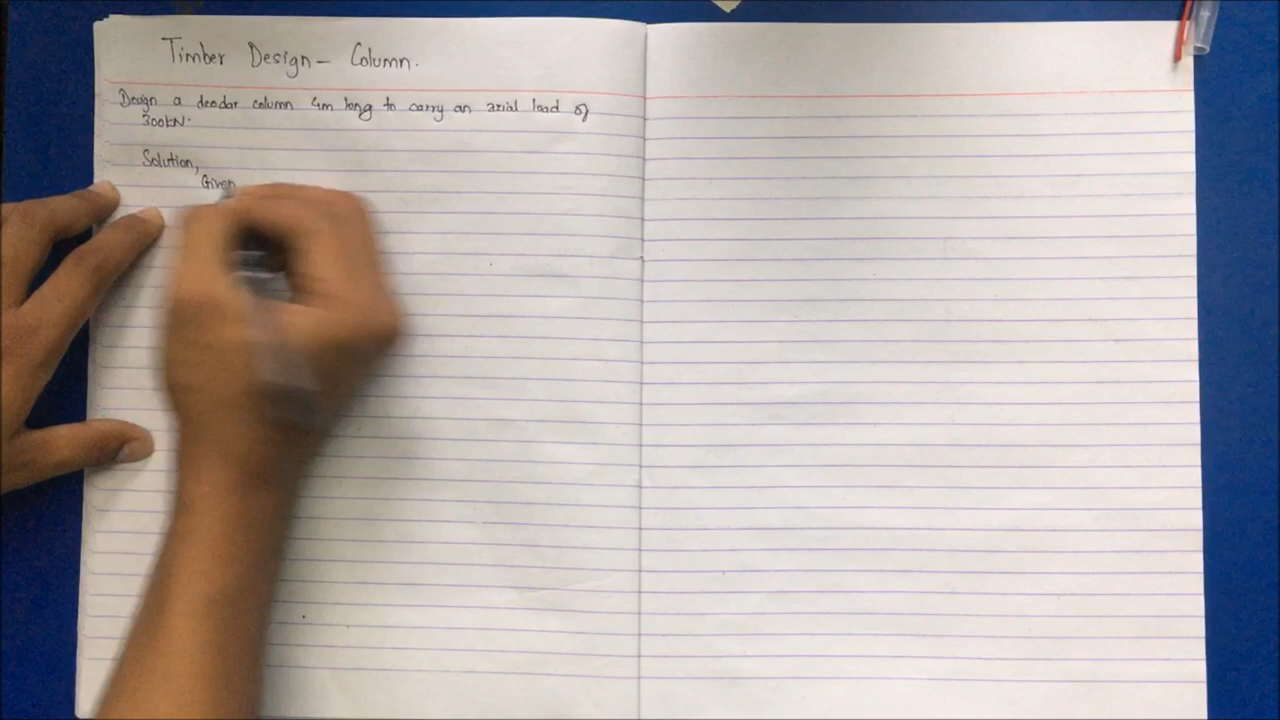 Timber Design - Column.
Design a deodar column 4m long to carry an axial load of
300kN.
Solution,
Given